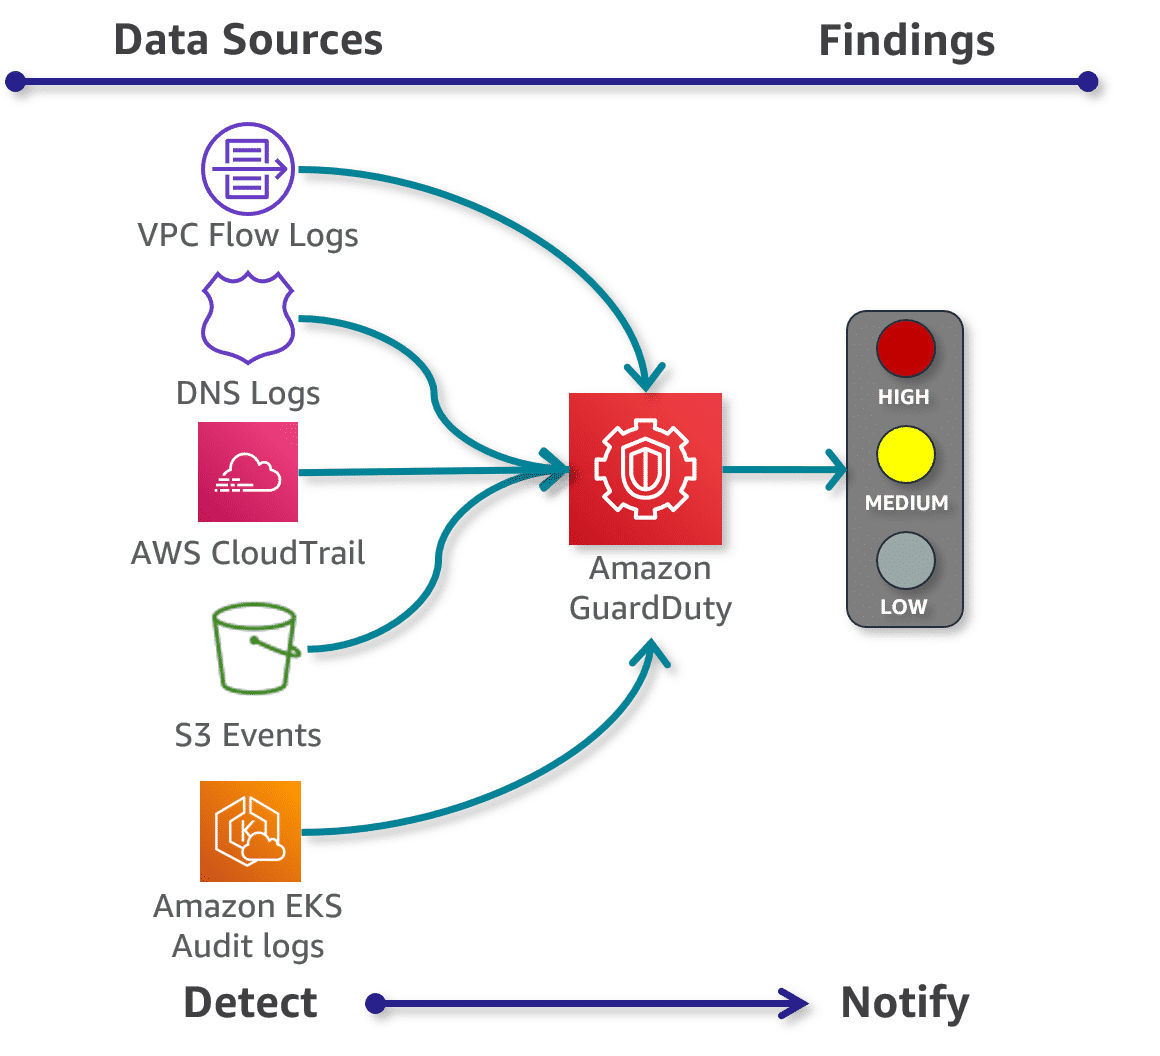 Data Sources
Findings
VPC Flow Logs
DNS Logs
AWS CloudTrail
S3 Events
Amazon EKS
Audit logs
K
Amazon
GuardDuty
HIGH
MEDIUM
LOW
Detect
Notify